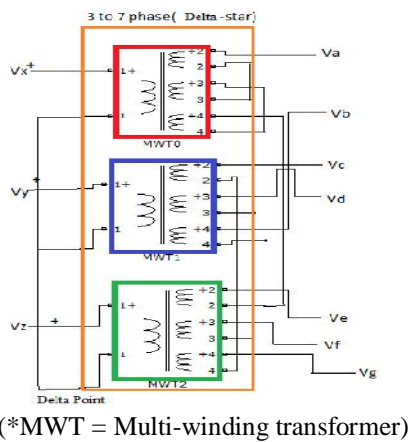 3 to 7 phase( Delta -star)
Vx +
1+
1
+2
2
+3
3
+4
4
MWT0
Va
Vb
+
Vy
1+
1
+2
2
+3
3
+4
4
MWT1
Vc
Vd
Vz +
1+
1
+2
2
+3
3
+4
4
MWT2
Ve
Vf
Vg
Delta Point
(*MWT = Multi-winding transformer)